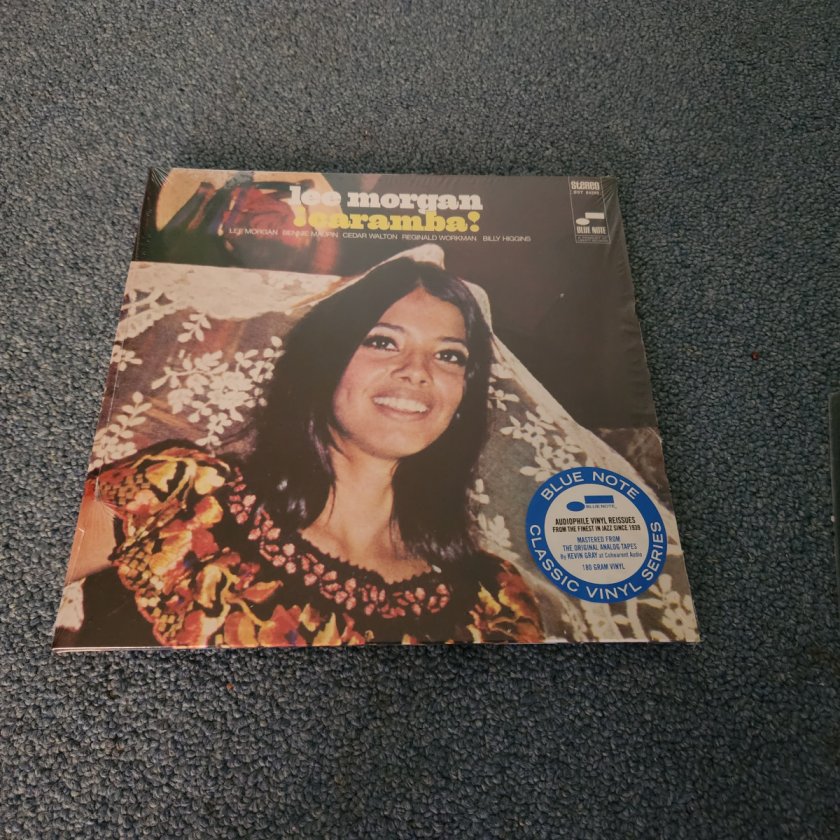 lee morgan
¡caramba!
LEE MORGAN BENNIE MAUPIN CEDAR WALTON REGINALD WORKMAN BILLY HIGGINS
stereo
BLUE NOTE
BLUE NOTE
BLUE NOTE
AUDIOPHILE VINYL REISSUES
FROM THE FINEST IN JAZZ SINCE 1939
MASTERED FROM
THE ORIGINAL ANALOG TAPES
By KEVIN GRAY at Cohearent Audio
180 GRAM VINYL
CLASSIC VINYL SERIES